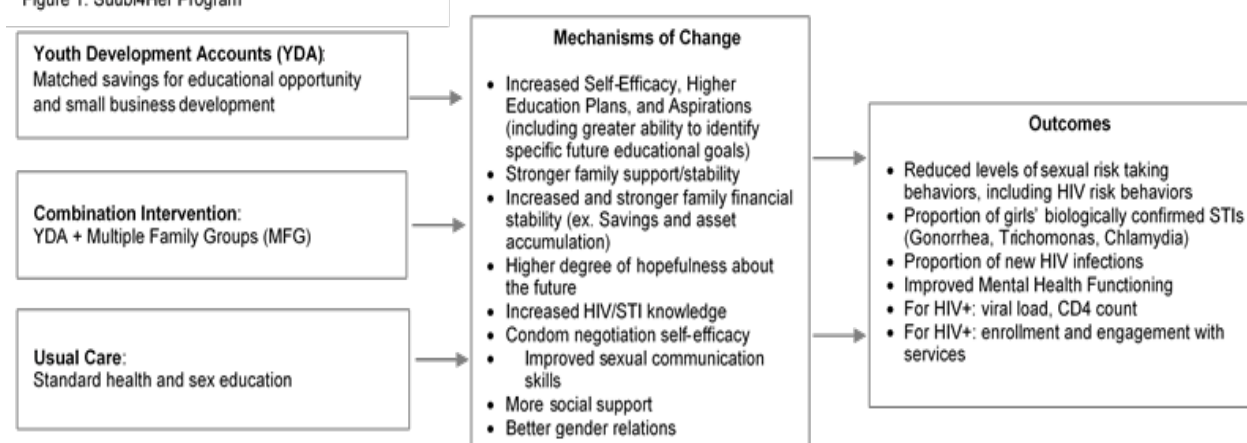 Figure 1. Suubi4Her Program
Youth Development Accounts (YDA):
Matched savings for educational opportunity
and small business development
Combination Intervention:
YDA + Multiple Family Groups (MFG)
Usual Care:
Standard health and sex education
Mechanisms of Change
• Increased Self-Efficacy, Higher
Education Plans, and Aspirations
(including greater ability to identify
specific future educational goals)
• Stronger family support/stability
• Increased and stronger family financial
stability (ex. Savings and asset
accumulation)
• Higher degree of hopefulness about
the future
• Increased HIV/STI knowledge
• Condom negotiation self-efficacy
• Improved sexual communication
skills
• More social support
• Better gender relations
Outcomes
• Reduced levels of sexual risk taking
behaviors, including HIV risk behaviors
• Proportion of girls' biologically confirmed STIs
(Gonorrhea, Trichomonas, Chlamydia)
• Proportion of new HIV infections
• Improved Mental Health Functioning
• For HIV+: viral load, CD4 count
• For HIV+: enrollment and engagement with
services